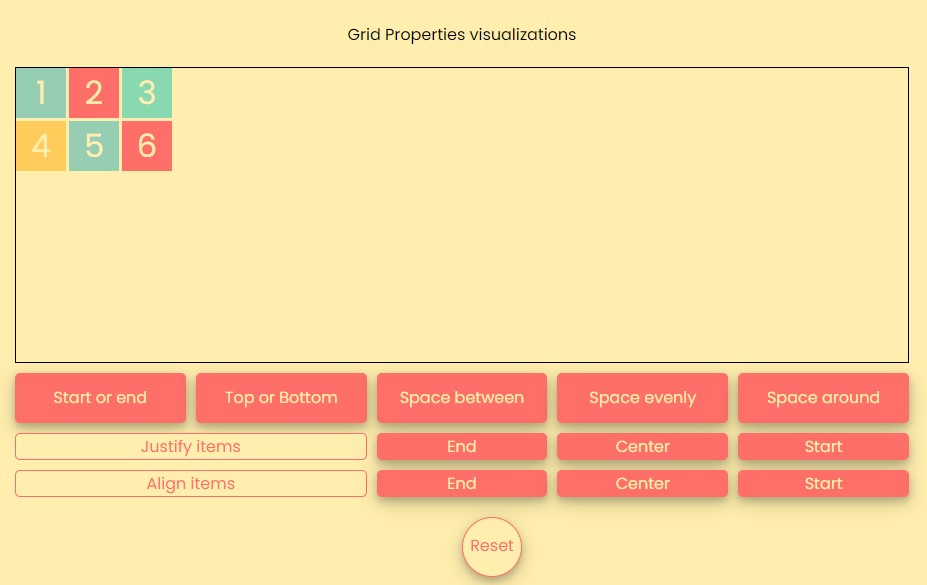 Grid Properties visualizations
1 2 3
4 5 6
Start or end Top or Bottom Space between Space evenly Space around
Justify items End Center Start
Align items End Center Start
Reset